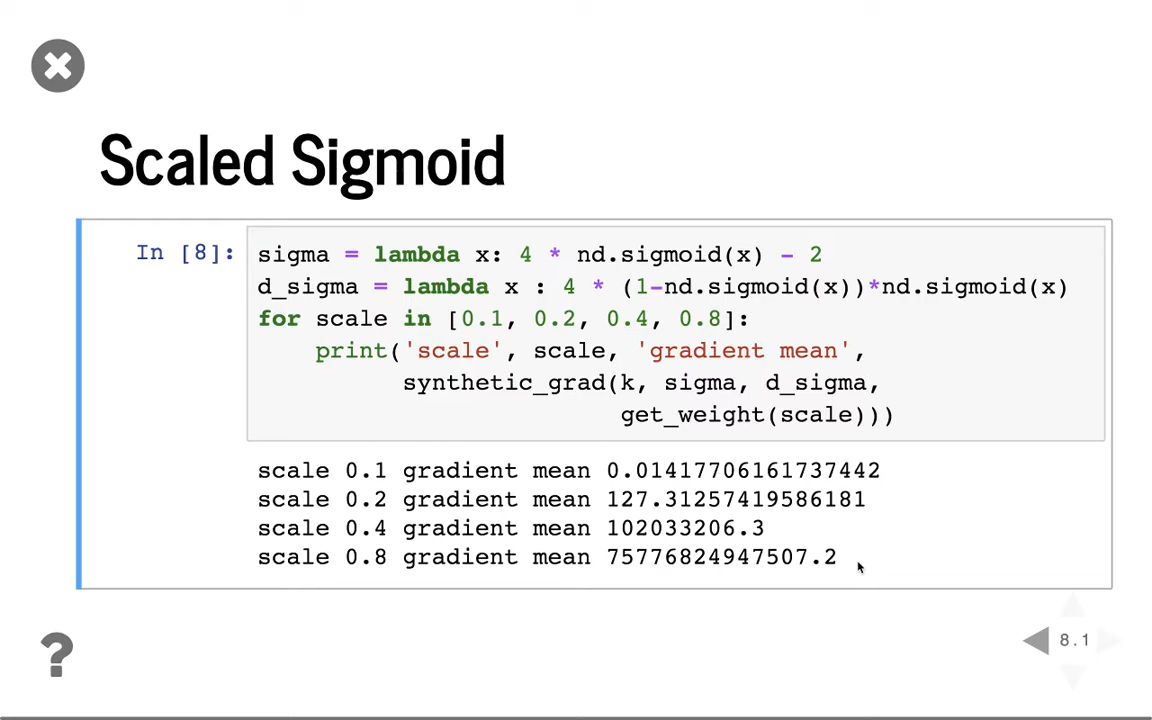 Scaled Sigmoid
In [8]:
sigma = lambda x: 4 * nd.sigmoid(x) - 2
d_sigma = lambda x : 4 * (1-nd.sigmoid(x))*nd.sigmoid(x)
for scale in [0.1, 0.2, 0.4, 0.8]:
    print('scale', scale, 'gradient mean',
          synthetic_grad(k, sigma, d_sigma,
                         get_weight(scale)))
scale 0.1 gradient mean 0.01417706161737442
scale 0.2 gradient mean 127.31257419586181
scale 0.4 gradient mean 102033206.3
scale 0.8 gradient mean 75776824947507.2
?
8.1